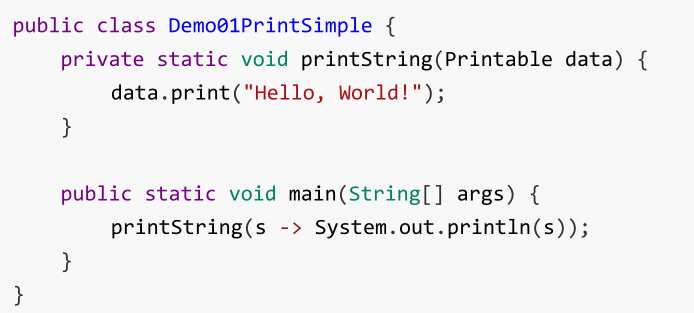 public class Demo01PrintSimple {
    private static void printString(Printable data) {
        data.print("Hello, World!");
    }

    public static void main(String[] args) {
        printString(s -> System.out.println(s));
    }
}